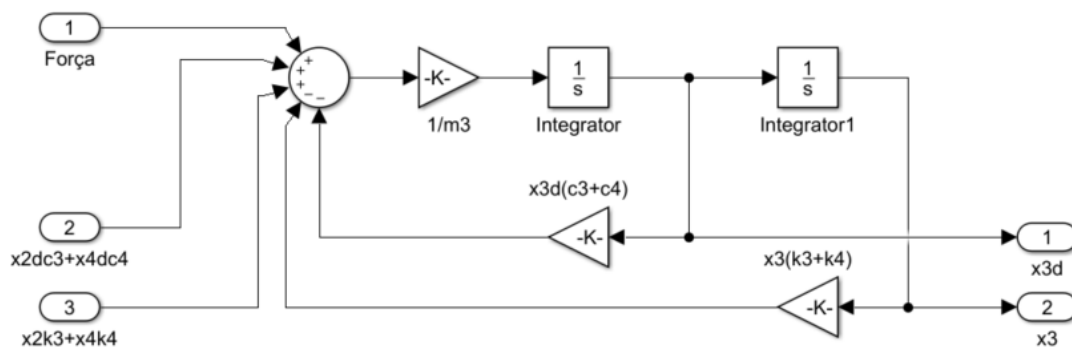 1
Força
+
+
+
−
−
-K-
1/m3
1
s
Integrator
1
s
Integrator1
x3d(c3+c4)
-K-
2
x2dc3+x4dc4
1
x3d
x3(k3+k4)
-K-
3
x2k3+x4k4
2
x3